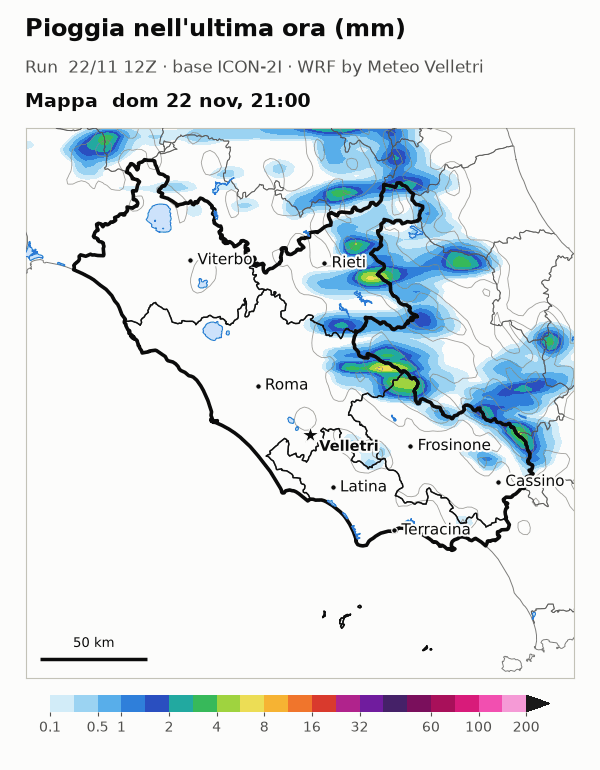 Pioggia nell'ultima ora (mm)
Run  22/11 12Z · base ICON-2I · WRF by Meteo Velletri
Mappa  dom 22 nov, 21:00
Viterbo
Rieti
Roma
Velletri
Frosinone
Latina
Cassino
Terracina
50 km
0.1 0.5 1 2 4 8 16 32 60 100 200